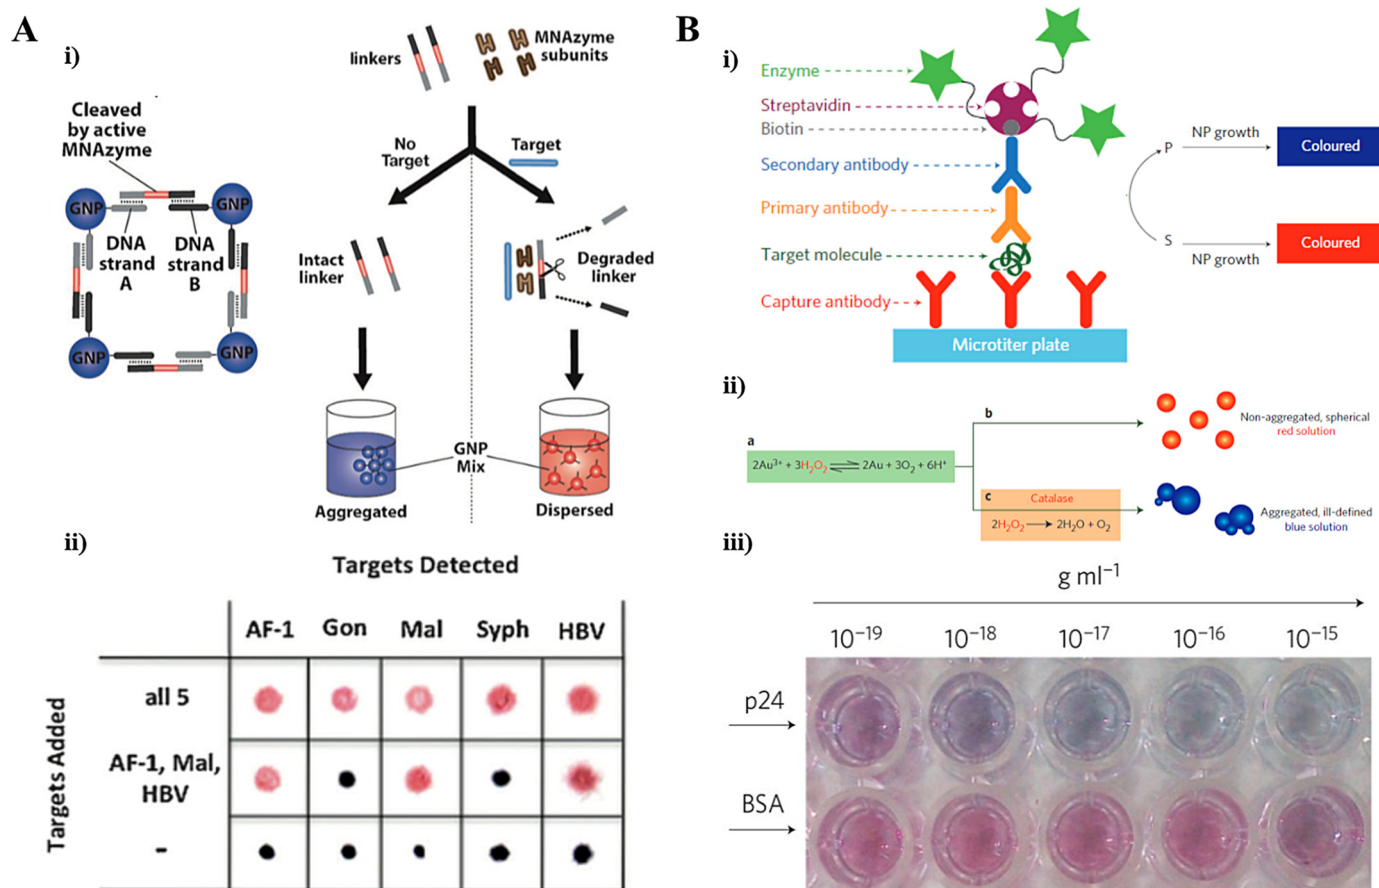 A
i)
linkers
MNAzyme
subunits
Cleaved
by active
MNAzyme
No
Target
Target
GNP
GNP
DNA
strand
A
DNA
strand
B
GNP
GNP
Intact
linker
Degraded
linker
GNP
Mix
Aggregated
Dispersed
ii)
Targets Detected
AF-1 Gon Mal Syph HBV
Targets Added
all 5
AF-1, Mal,
HBV
-
B
i)
Enzyme
Streptavidin
Biotin
Secondary antibody
Primary antibody
Target molecule
Capture antibody
Microtiter plate
P
NP growth
Coloured
S
NP growth
Coloured
ii)
a
2Au³⁺ + 3H₂O₂ ⇌ 2Au + 3O₂ + 6H⁺
b
Non-aggregated, spherical
red solution
c Catalase
2H₂O₂ → 2H₂O + O₂
Aggregated, ill-defined
blue solution
iii)
g ml⁻¹
10⁻¹⁹ 10⁻¹⁸ 10⁻¹⁷ 10⁻¹⁶ 10⁻¹⁵
p24
BSA